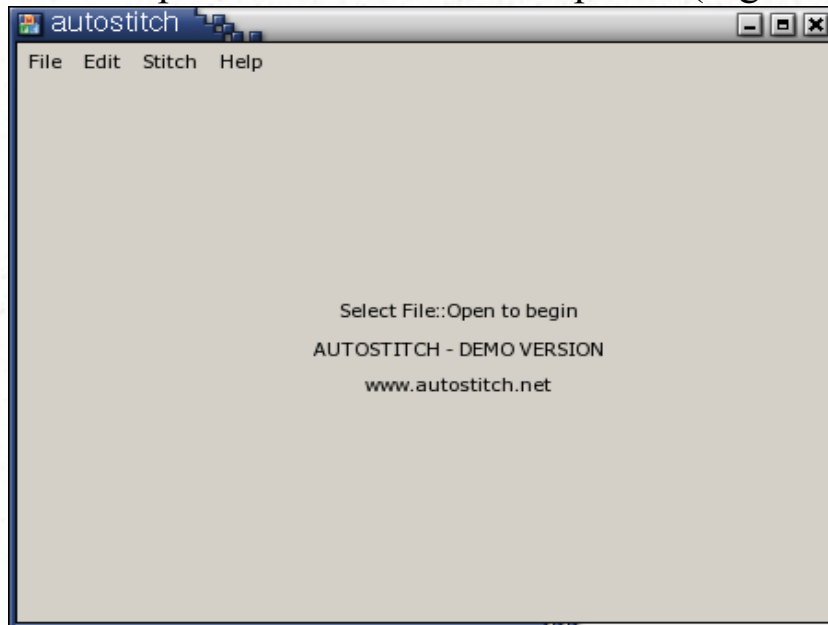 autostitch
File Edit Stitch Help
Select File::Open to begin
AUTOSTITCH - DEMO VERSION
www.autostitch.net